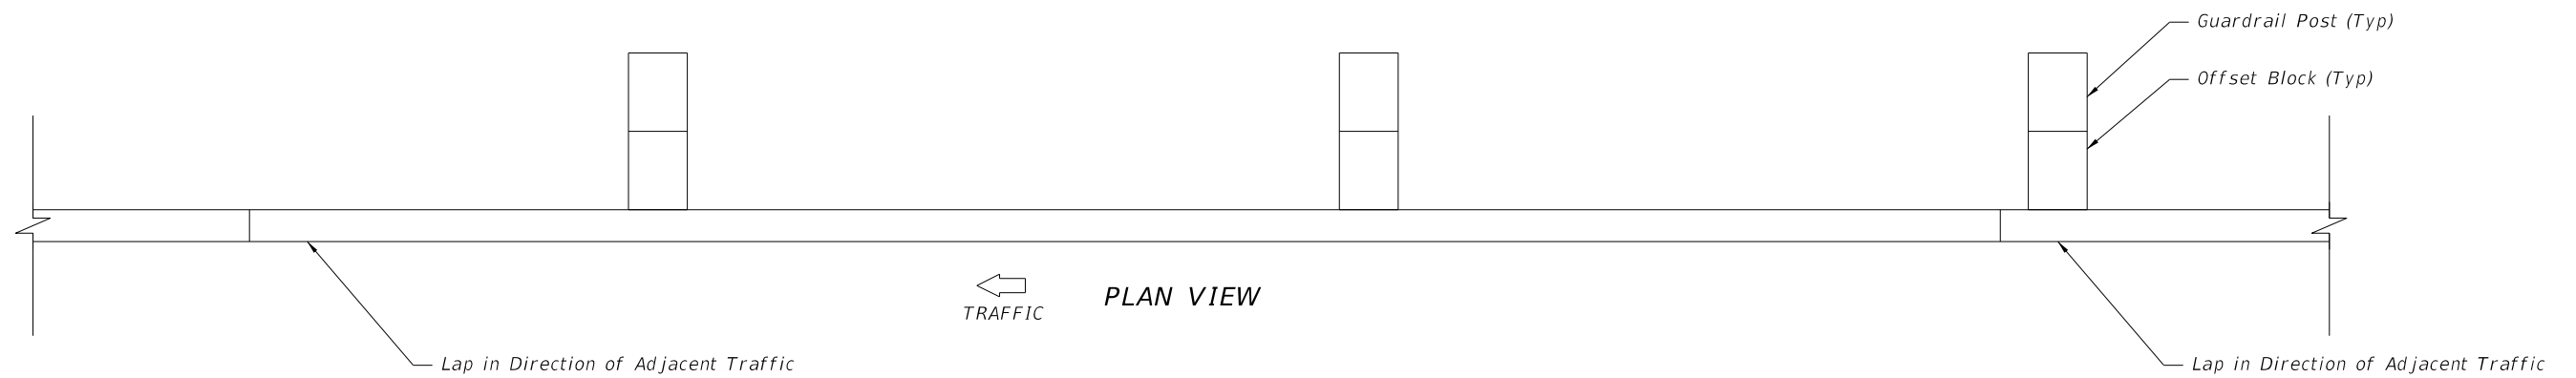 Guardrail Post (Typ)
Offset Block (Typ)
TRAFFIC
PLAN VIEW
Lap in Direction of Adjacent Traffic
Lap in Direction of Adjacent Traffic